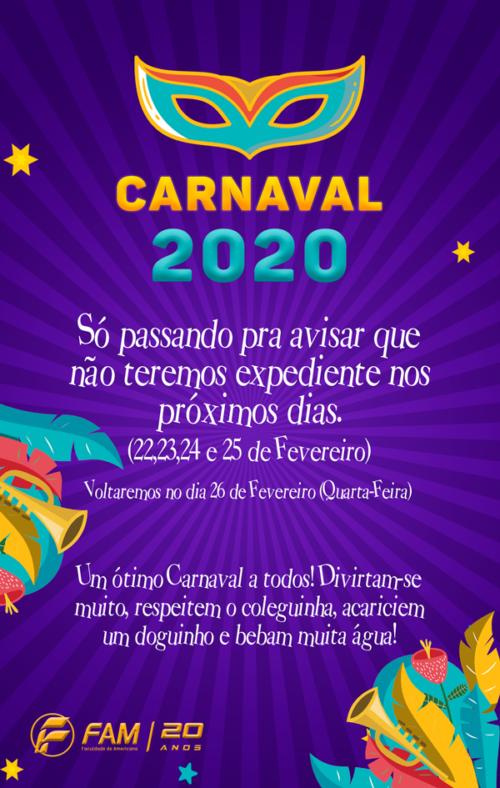 CARNAVAL
2020
Só passando pra avisar que
não teremos expediente nos
próximos dias.
(22,23,24 e 25 de Fevereiro)
Voltaremos no dia 26 de Fevereiro (Quarta-Feira)
Um ótimo Carnaval a todos! Divirtam-se
muito, respeitem o coleguinha, acariciem
um doguinho e bebam muita água!
FAM | 20
Faculdade de Americana ANOS